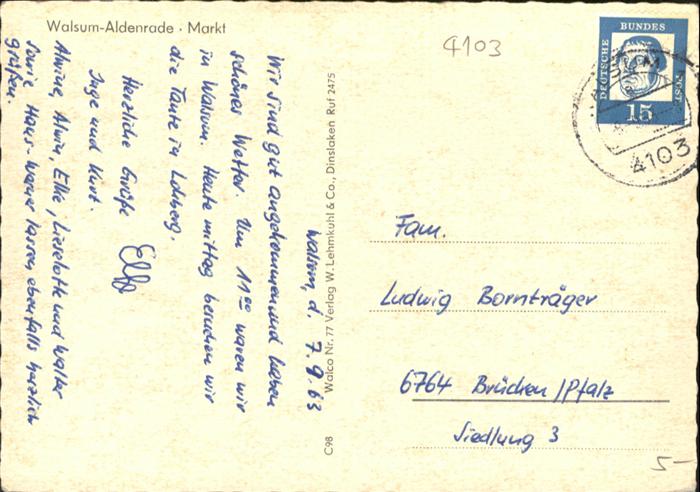 Walsum-Aldenrade · Markt
4103
DEUTSCHE
BUNDES
POST
15
4103
Walsum, d. 7.9.63
Wir sind gut angekommen und haben
schönes Wetter. Um 11 00 waren wir
in Walsum. Heute mittag besuchen wir
die Tante in Lohberg.
Herzliche Grüße
Inge und Kurt.
Alwine, Alwin, Elke, Lieselotte und Walter
sowie Hans-Werner lassen ebenfalls herzlich
grüßen.
Walco Nr. 77 Verlag W. Lehmkuhl & Co., Dinslaken Ruf 2475
C98
Fam.
Ludwig Bornträger
6764 Brücken / Pfalz
Siedlung 3
5-